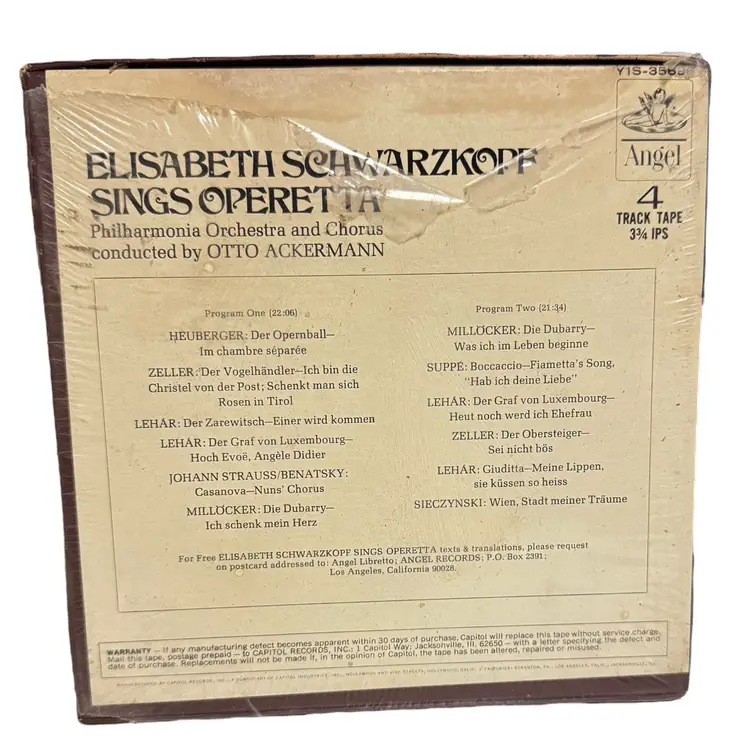 Y1S-3569
Angel
4
TRACK TAPE
3¾ IPS
ELISABETH SCHWARZKOPF
SINGS OPERETTA
Philharmonia Orchestra and Chorus
conducted by OTTO ACKERMANN
Program One (22:06)
HEUBERGER: Der Opernball—
Im chambre séparée
ZELLER: Der Vogelhändler—Ich bin die
Christel von der Post; Schenkt man sich
Rosen in Tirol
LEHÁR: Der Zarewitsch—Einer wird kommen
LEHÁR: Der Graf von Luxembourg—
Hoch Evoë, Angèle Didier
JOHANN STRAUSS/BENATSKY:
Casanova—Nuns' Chorus
MILLÖCKER: Die Dubarry—
Ich schenk mein Herz
Program Two (21:34)
MILLÖCKER: Die Dubarry—
Was ich im Leben beginne
SUPPÉ: Boccaccio—Fiametta's Song,
"Hab ich deine Liebe"
LEHÁR: Der Graf von Luxembourg—
Heut noch werd ich Ehefrau
ZELLER: Der Obersteiger—
Sei nicht bös
LEHÁR: Giuditta—Meine Lippen,
sie küssen so heiss
SIECZYNSKI: Wien, Stadt meiner Träume
For Free ELISABETH SCHWARZKOPF SINGS OPERETTA texts & translations, please request
on postcard addressed to: Angel Libretto; ANGEL RECORDS; P.O. Box 2391;
Los Angeles, California 90028.
WARRANTY — If any manufacturing defect becomes apparent within 30 days of purchase, Capitol will replace this tape without service charge.
Mail this tape, postage prepaid — to CAPITOL RECORDS, INC.; 1 Capitol Way; Jacksonville, Ill. 62650 — with a letter specifying the defect and
date of purchase. Replacements will not be made if, in the opinion of Capitol, the tape has been altered, repaired or misused.
CAPITOL RECORDS, INC.,